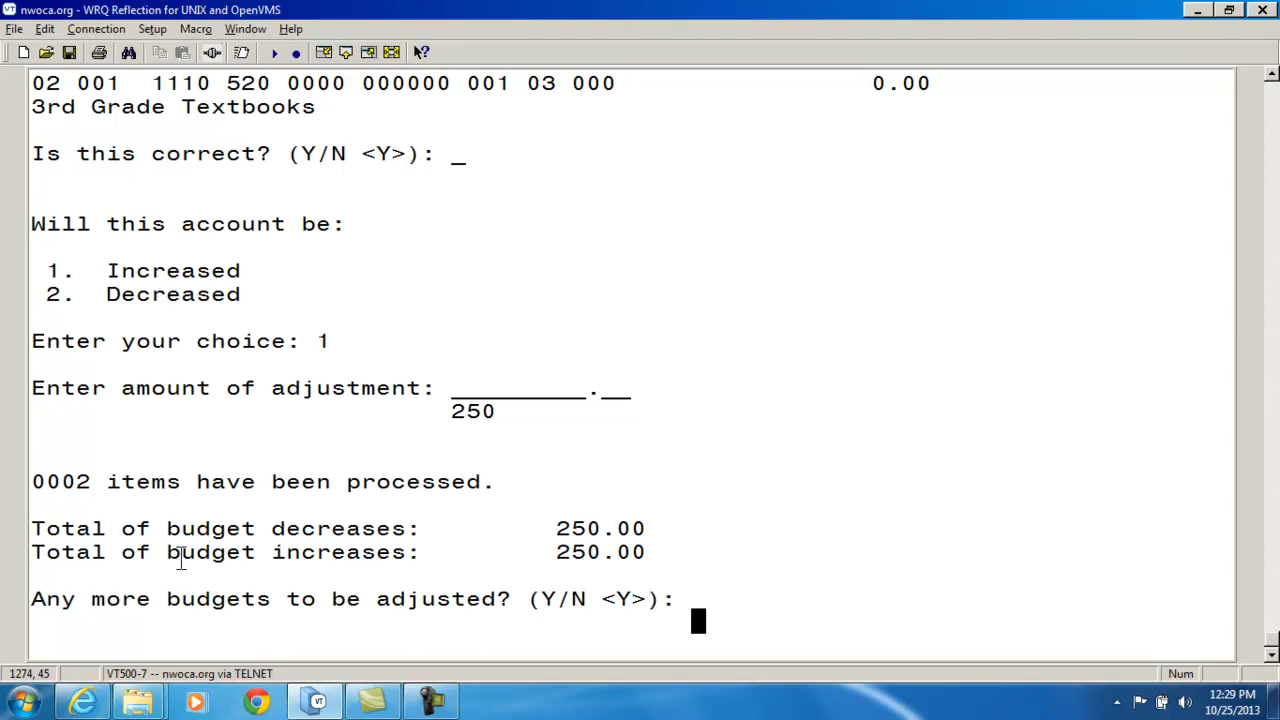 nwoca.org - WRQ Reflection for UNIX and OpenVMS
File Edit Connection Setup Macro Window Help
02 001 1110 520 0000 000000 001 03 000 0.00
3rd Grade Textbooks
Is this correct? (Y/N <Y>): _
Will this account be:
1. Increased
2. Decreased
Enter your choice: 1
Enter amount of adjustment: _________.__
250
0002 items have been processed.
Total of budget decreases: 250.00
Total of budget increases: 250.00
Any more budgets to be adjusted? (Y/N <Y>):
1274, 45 VT500-7 -- nwoca.org via TELNET Num
12:29 PM
10/25/2013